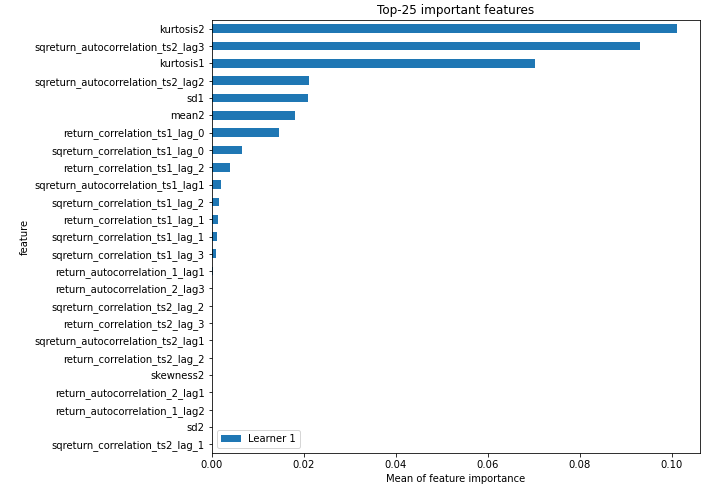 Top-25 important features
kurtosis2
sqreturn_autocorrelation_ts2_lag3
kurtosis1
sqreturn_autocorrelation_ts2_lag2
sd1
mean2
return_correlation_ts1_lag_0
sqreturn_correlation_ts1_lag_0
return_correlation_ts1_lag_2
sqreturn_autocorrelation_ts1_lag1
sqreturn_correlation_ts1_lag_2
return_correlation_ts1_lag_1
sqreturn_correlation_ts1_lag_1
sqreturn_correlation_ts1_lag_3
return_autocorrelation_1_lag1
return_autocorrelation_2_lag3
sqreturn_correlation_ts2_lag_2
return_correlation_ts2_lag_3
sqreturn_autocorrelation_ts2_lag1
return_correlation_ts2_lag_2
skewness2
return_autocorrelation_2_lag1
return_autocorrelation_1_lag2
sd2
sqreturn_correlation_ts2_lag_1
feature
Learner 1
0.00 0.02 0.04 0.06 0.08 0.10
Mean of feature importance